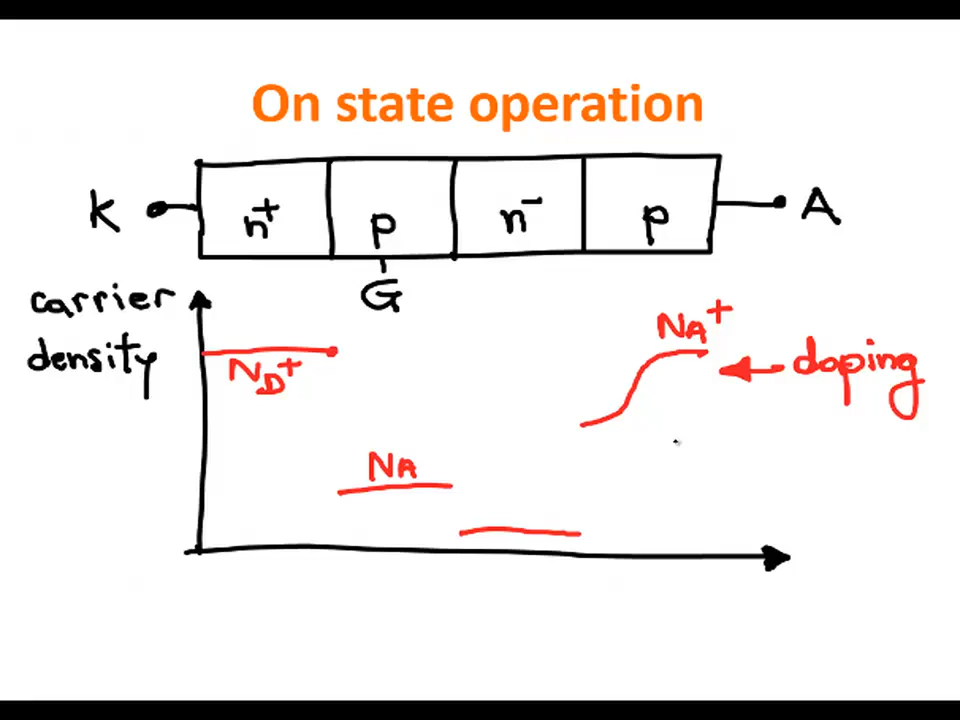 On state operation
K n+ p n- p A
G
carrier
density
ND+
NA
NA+
doping